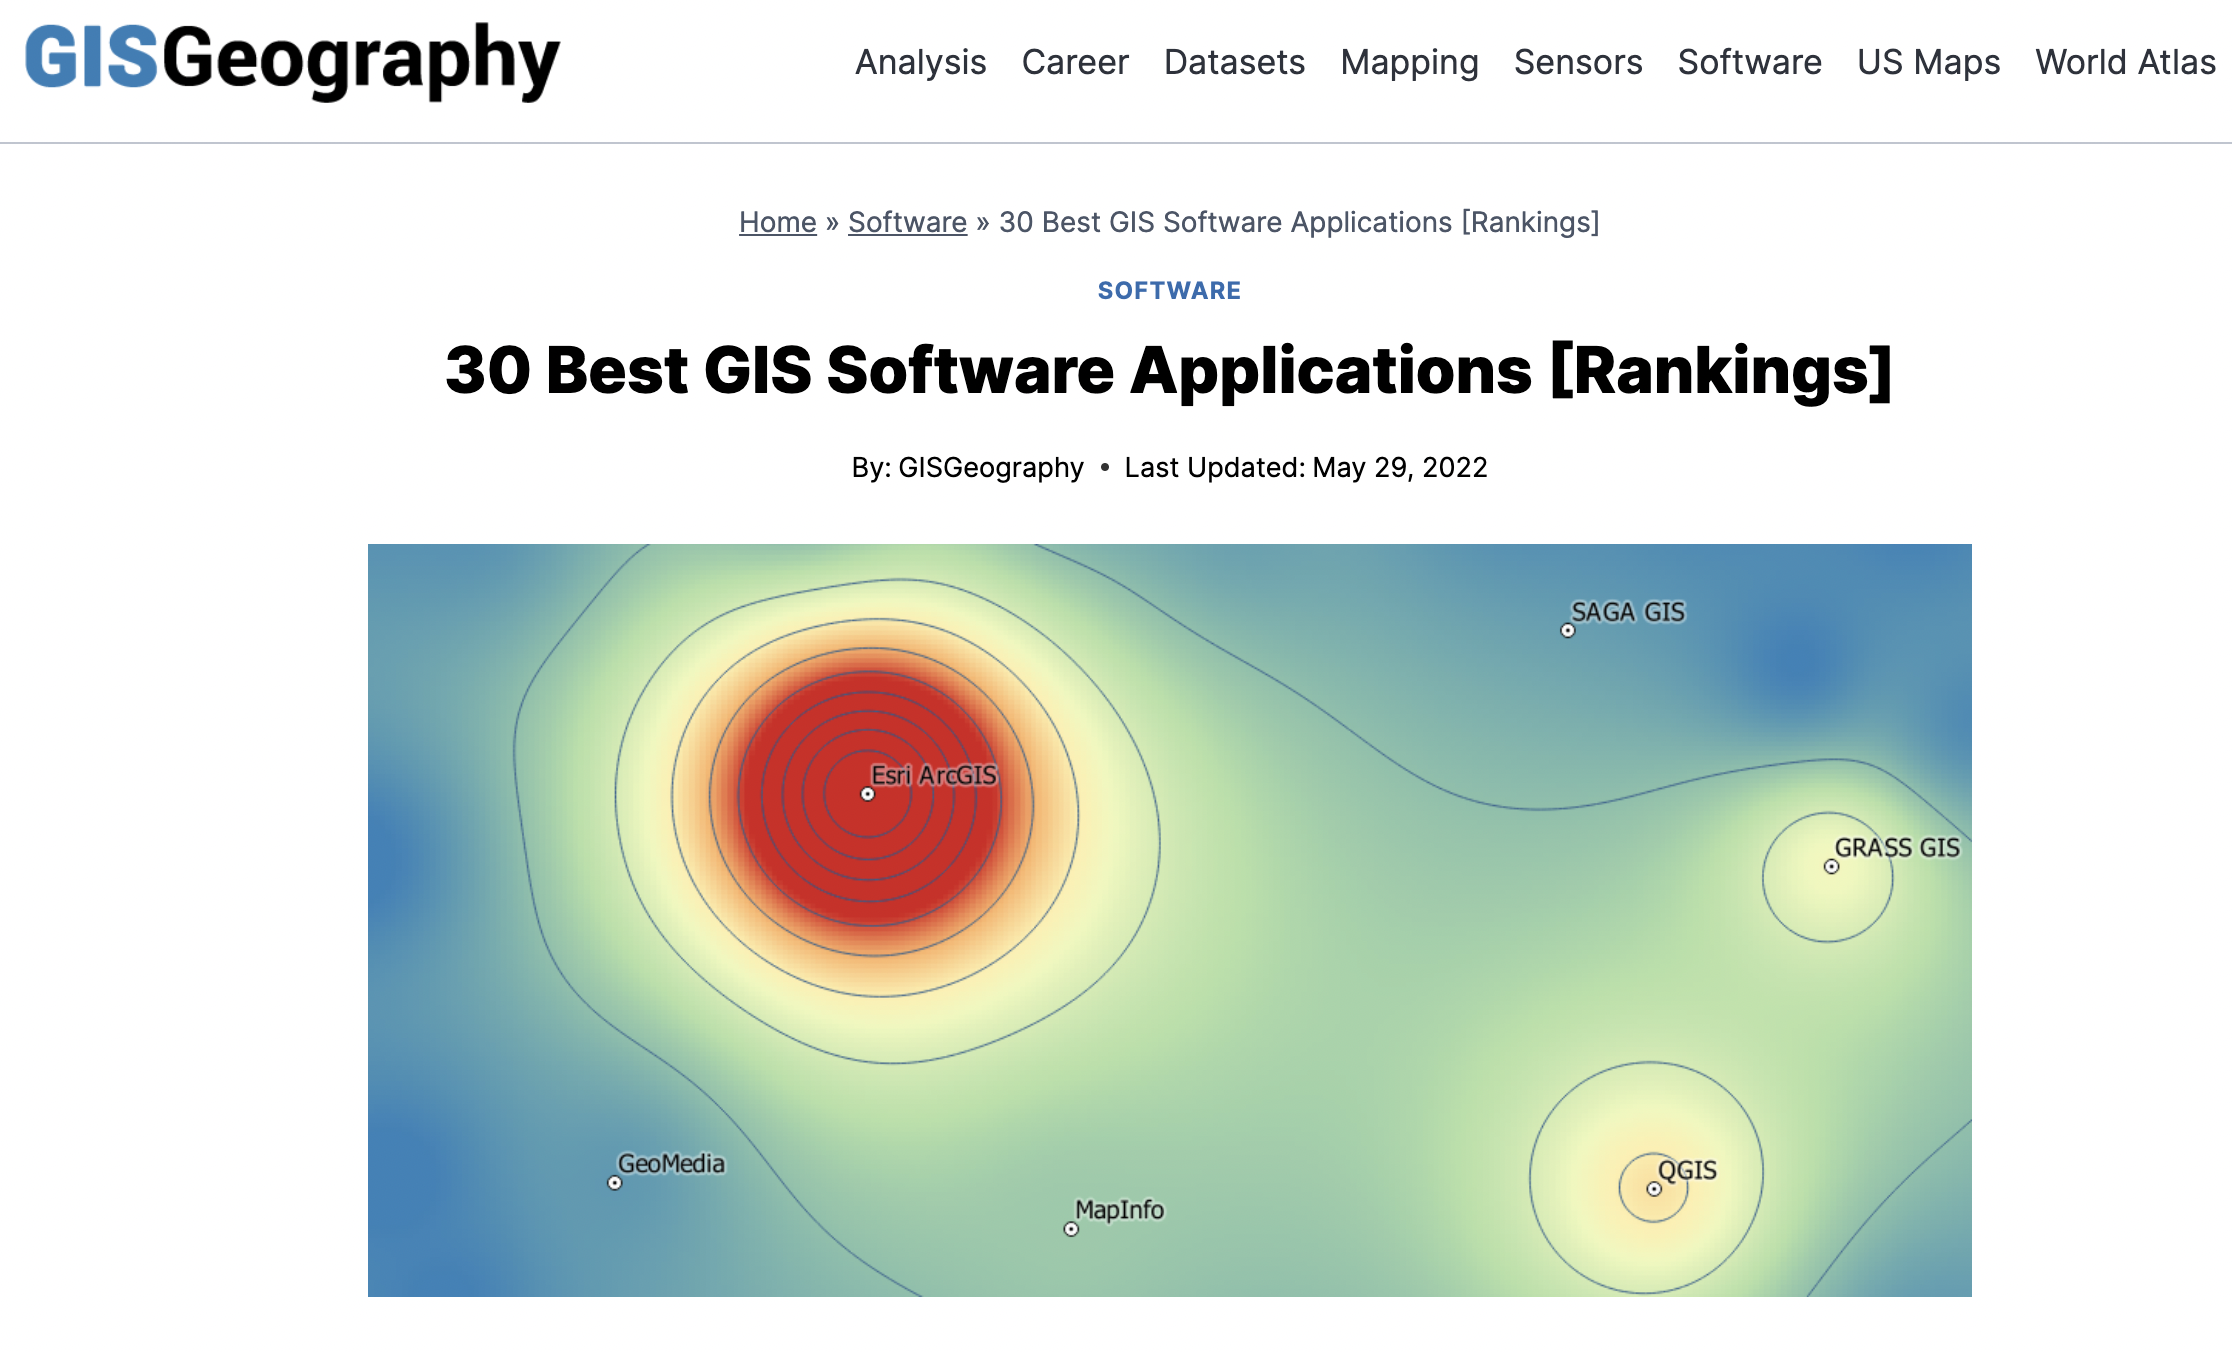 GISGeography
Analysis Career Datasets Mapping Sensors Software US Maps World Atlas
Home » Software » 30 Best GIS Software Applications [Rankings]
SOFTWARE
30 Best GIS Software Applications [Rankings]
By: GISGeography • Last Updated: May 29, 2022
SAGA GIS
Esri ArcGIS
GRASS GIS
GeoMedia
QGIS
MapInfo